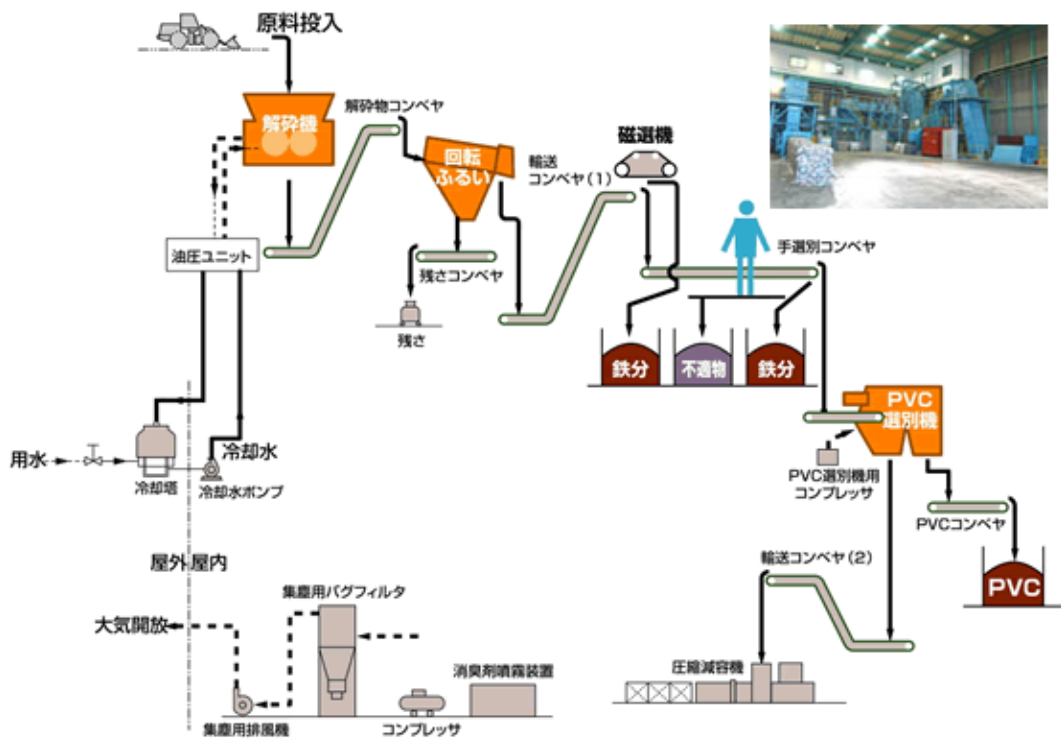 原料投入
解砕機
解砕物コンベヤ
回転
ふるい
輸送
コンベヤ(1)
磁選機
手選別コンベヤ
油圧ユニット
残さコンベヤ
残さ
鉄分
不適物
鉄分
PVC
選別機
用水
冷却塔
冷却水
冷却水ポンプ
PVC選別機用
コンプレッサ
PVCコンベヤ
PVC
屋外
屋内
輸送コンベヤ(2)
集塵用バグフィルタ
大気開放
消臭剤噴霧装置
圧縮減容機
集塵用排風機
コンプレッサ